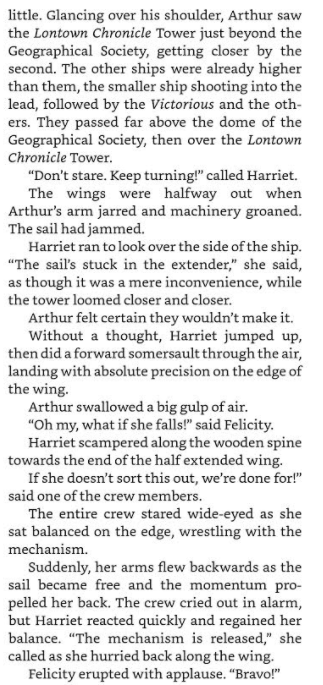 little. Glancing over his shoulder, Arthur saw
the Lontown Chronicle Tower just beyond the
Geographical Society, getting closer by the
second. The other ships were already higher
than them, the smaller ship shooting into the
lead, followed by the Victorious and the oth-
ers. They passed far above the dome of the
Geographical Society, then over the Lontown
Chronicle Tower.
“Don’t stare. Keep turning!” called Harriet.
The wings were halfway out when
Arthur’s arm jarred and machinery groaned.
The sail had jammed.
Harriet ran to look over the side of the ship.
“The sail’s stuck in the extender,” she said,
as though it was a mere inconvenience, while
the tower loomed closer and closer.
Arthur felt certain they wouldn’t make it.
Without a thought, Harriet jumped up,
then did a forward somersault through the air,
landing with absolute precision on the edge of
the wing.
Arthur swallowed a big gulp of air.
“Oh my, what if she falls!” said Felicity.
Harriet scampered along the wooden spine
towards the end of the half extended wing.
If she doesn’t sort this out, we’re done for!”
said one of the crew members.
The entire crew stared wide-eyed as she
sat balanced on the edge, wrestling with the
mechanism.
Suddenly, her arms flew backwards as the
sail became free and the momentum pro-
pelled her back. The crew cried out in alarm,
but Harriet reacted quickly and regained her
balance. “The mechanism is released,” she
called as she hurried back along the wing.
Felicity erupted with applause. “Bravo!”